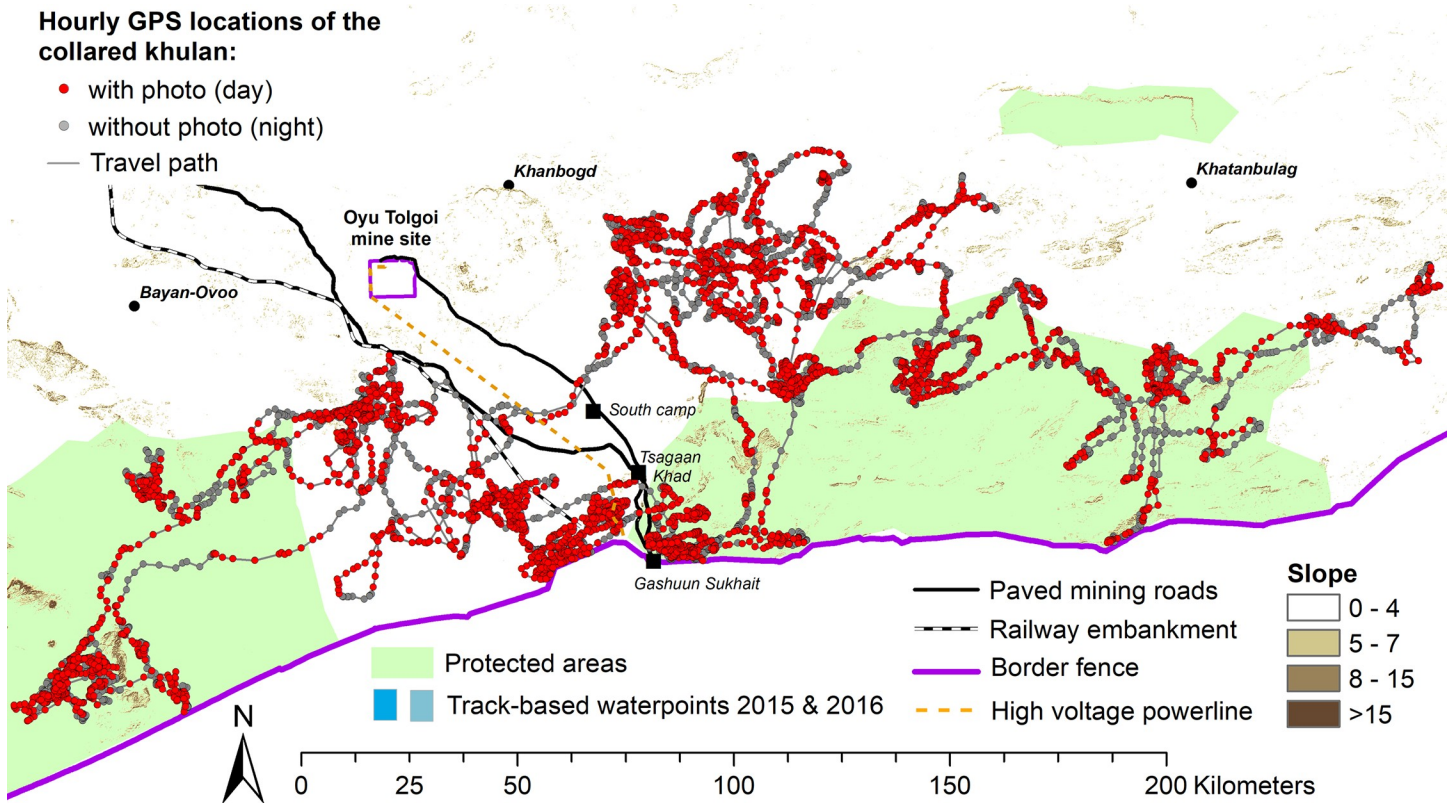 Hourly GPS locations of the
collared khulan:
with photo (day)
without photo (night)
Travel path
Khanbogd
Khatanbulag
Oyu Tolgoi
mine site
Bayan-Ovoo
South camp
Tsagaan
Khad
Gashuun Sukhait
Protected areas
Track-based waterpoints 2015 & 2016
Paved mining roads
Railway embankment
Border fence
High voltage powerline
Slope
0 - 4
5 - 7
8 - 15
>15
N
0 25 50 100 150 200 Kilometers